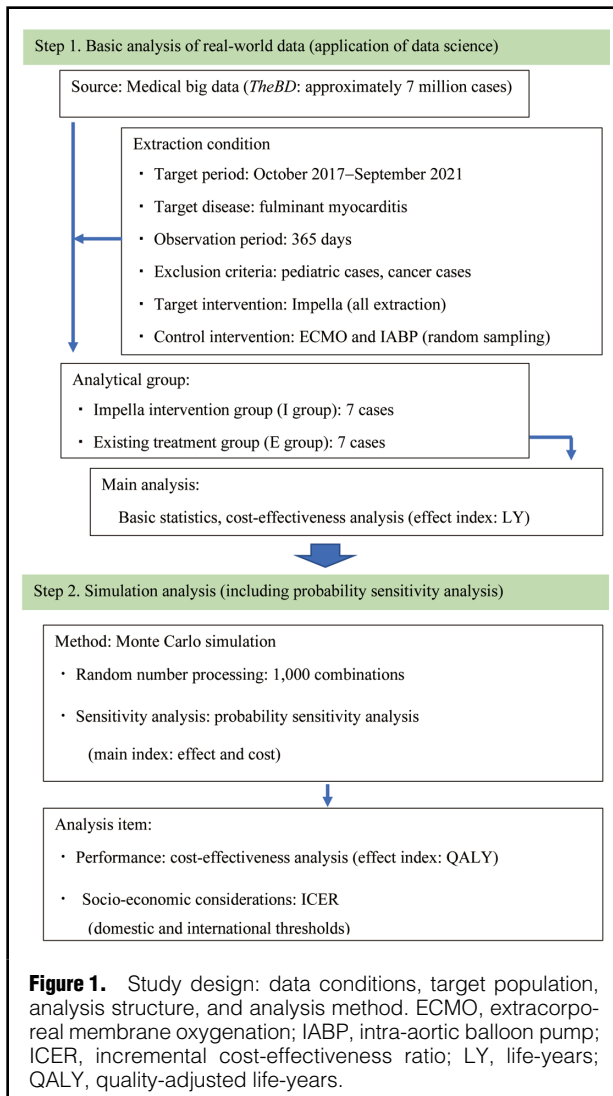 Step 1. Basic analysis of real-world data (application of data science)
Source: Medical big data (TheBD: approximately 7 million cases)
Extraction condition
・ Target period: October 2017–September 2021
・ Target disease: fulminant myocarditis
・ Observation period: 365 days
・ Exclusion criteria: pediatric cases, cancer cases
・ Target intervention: Impella (all extraction)
・ Control intervention: ECMO and IABP (random sampling)
Analytical group:
・ Impella intervention group (I group): 7 cases
・ Existing treatment group (E group): 7 cases
Main analysis:
Basic statistics, cost-effectiveness analysis (effect index: LY)
Step 2. Simulation analysis (including probability sensitivity analysis)
Method: Monte Carlo simulation
・ Random number processing: 1,000 combinations
・ Sensitivity analysis: probability sensitivity analysis
(main index: effect and cost)
Analysis item:
・ Performance: cost-effectiveness analysis (effect index: QALY)
・ Socio-economic considerations: ICER
(domestic and international thresholds)
Figure 1. Study design: data conditions, target population,
analysis structure, and analysis method. ECMO, extracorpo-
real membrane oxygenation; IABP, intra-aortic balloon pump;
ICER, incremental cost-effectiveness ratio; LY, life-years;
QALY, quality-adjusted life-years.